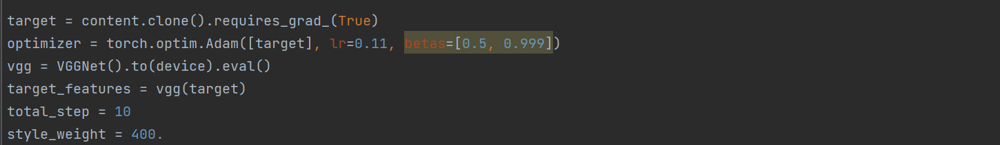 target = content.clone().requires_grad_(True)
optimizer = torch.optim.Adam([target], lr=0.11, betas=[0.5, 0.999])
vgg = VGGNet().to(device).eval()
target_features = vgg(target)
total_step = 10
style_weight = 400.